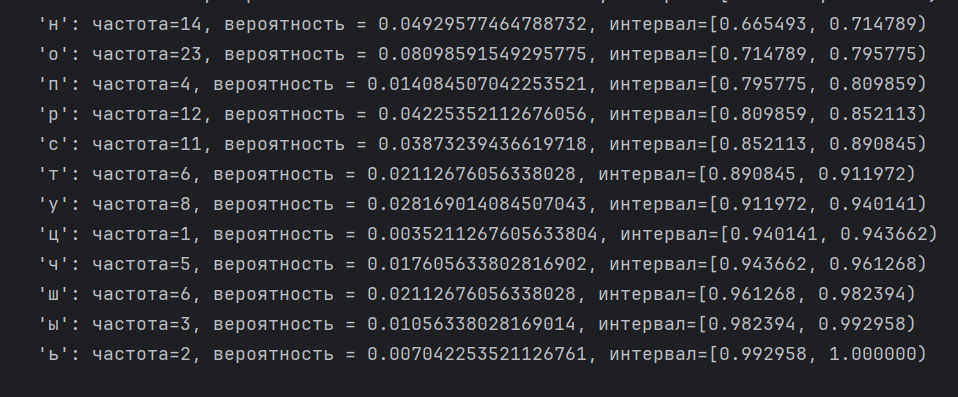 'н': частота=14, вероятность = 0.04929577464788732, интервал=[0.665493, 0.714789)
'о': частота=23, вероятность = 0.08098591549295775, интервал=[0.714789, 0.795775)
'п': частота=4, вероятность = 0.014084507042253521, интервал=[0.795775, 0.809859)
'р': частота=12, вероятность = 0.04225352112676056, интервал=[0.809859, 0.852113)
'с': частота=11, вероятность = 0.03873239436619718, интервал=[0.852113, 0.890845)
'т': частота=6, вероятность = 0.02112676056338028, интервал=[0.890845, 0.911972)
'у': частота=8, вероятность = 0.028169014084507043, интервал=[0.911972, 0.940141)
'ц': частота=1, вероятность = 0.0035211267605633804, интервал=[0.940141, 0.943662)
'ч': частота=5, вероятность = 0.017605633802816902, интервал=[0.943662, 0.961268)
'ш': частота=6, вероятность = 0.02112676056338028, интервал=[0.961268, 0.982394)
'ы': частота=3, вероятность = 0.01056338028169014, интервал=[0.982394, 0.992958)
'ь': частота=2, вероятность = 0.007042253521126761, интервал=[0.992958, 1.000000)